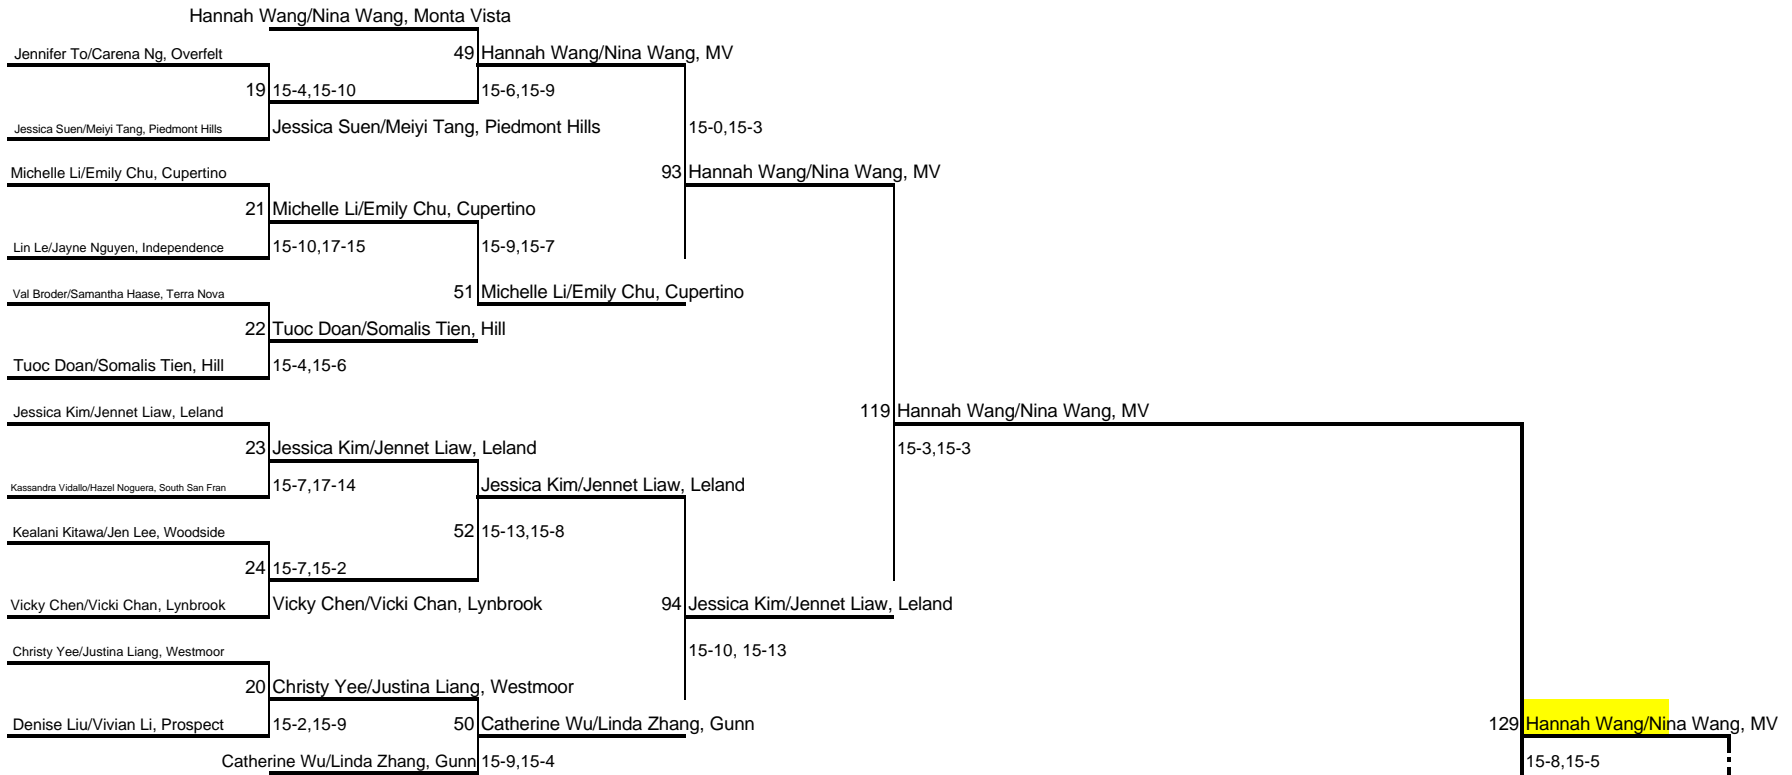 Hannah Wang/Nina Wang, Monta Vista
Jennifer To/Carena Ng, Overfelt
49 Hannah Wang/Nina Wang, MV
19 15-4,15-10
15-6,15-9
Jessica Suen/Meiyi Tang, Piedmont Hills
Jessica Suen/Meiyi Tang, Piedmont Hills
15-0,15-3
Michelle Li/Emily Chu, Cupertino
93 Hannah Wang/Nina Wang, MV
21 Michelle Li/Emily Chu, Cupertino
Lin Le/Jayne Nguyen, Independence
15-10,17-15
15-9,15-7
Val Broder/Samantha Haase, Terra Nova
51 Michelle Li/Emily Chu, Cupertino
22 Tuoc Doan/Somalis Tien, Hill
Tuoc Doan/Somalis Tien, Hill
15-4,15-6
Jessica Kim/Jennet Liaw, Leland
119 Hannah Wang/Nina Wang, MV
23 Jessica Kim/Jennet Liaw, Leland
15-3,15-3
Kassandra Vidallo/Hazel Noguera, South San Fran
15-7,17-14
Jessica Kim/Jennet Liaw, Leland
Kealani Kitawa/Jen Lee, Woodside
52 15-13,15-8
24 15-7,15-2
Vicky Chen/Vicki Chan, Lynbrook
Vicky Chen/Vicki Chan, Lynbrook
94 Jessica Kim/Jennet Liaw, Leland
Christy Yee/Justina Liang, Westmoor
15-10, 15-13
20 Christy Yee/Justina Liang, Westmoor
Denise Liu/Vivian Li, Prospect
15-2,15-9
50 Catherine Wu/Linda Zhang, Gunn
129 Hannah Wang/Nina Wang, MV
Catherine Wu/Linda Zhang, Gunn
15-9,15-4
15-8,15-5